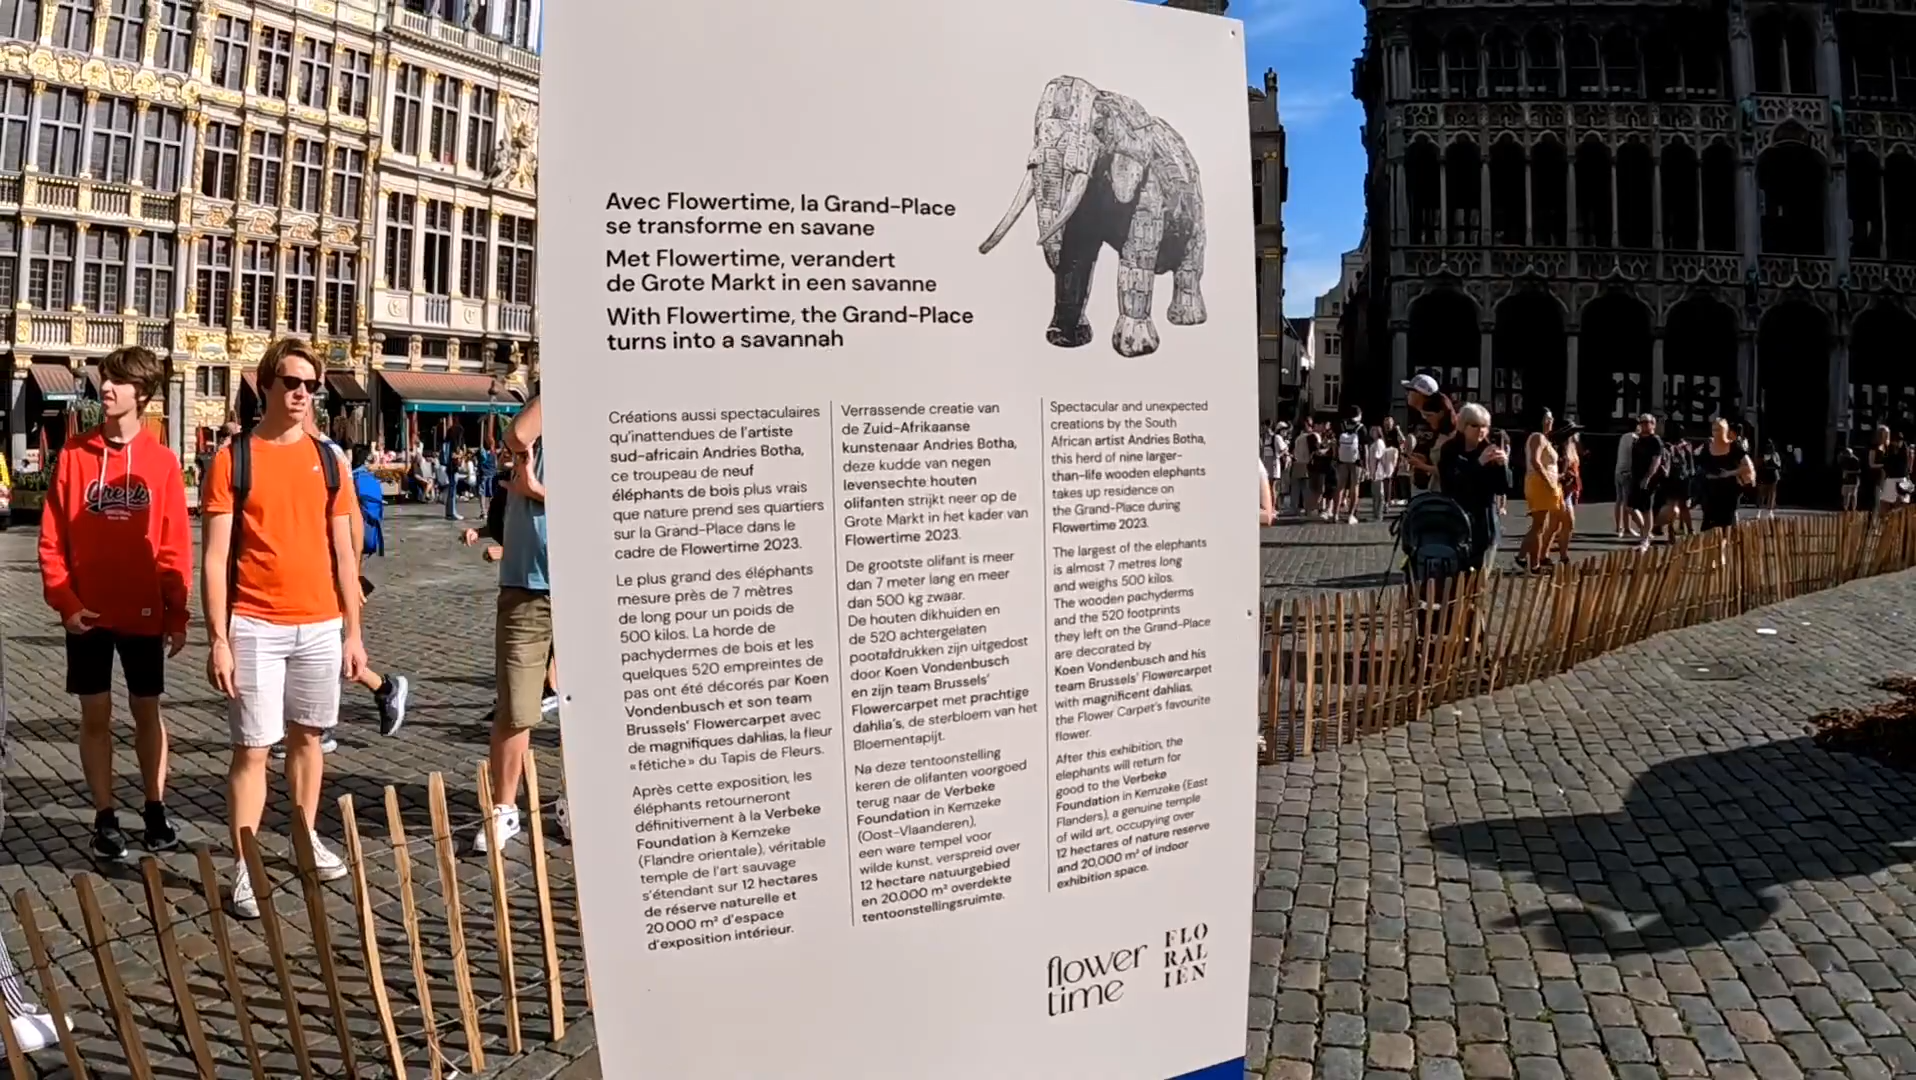 Avec Flowertime, la Grand-Place
se transforme en savane
Met Flowertime, verandert
de Grote Markt in een savanne
With Flowertime, the Grand-Place
turns into a savannah
Créations aussi spectaculaires
qu'inattendues de l'artiste
sud-africain Andries Botha,
ce troupeau de neuf
éléphants de bois plus vrais
que nature prend ses quartiers
sur la Grand-Place dans le
cadre de Flowertime 2023.
Le plus grand des éléphants
mesure près de 7 mètres
de long pour un poids de
500 kilos. La horde de
pachydermes de bois et les
quelques 520 empreintes de
pas ont été décorés par Koen
Vondenbusch et son team
Brussels' Flowercarpet avec
de magnifiques dahlias, la fleur
« fétiche » du Tapis de Fleurs.
Après cette exposition, les
éléphants retourneront
définitivement à la Verbeke
Foundation à Kemzeke
(Flandre orientale), véritable
temple de l'art sauvage
s'étendant sur 12 hectares
de réserve naturelle et
20 000 m² d'espace
d'exposition intérieur.
Verrassende creatie van
de Zuid-Afrikaanse
kunstenaar Andries Botha,
deze kudde van negen
levensechte houten
olifanten strijkt neer op de
Grote Markt in het kader van
Flowertime 2023.
De grootste olifant is meer
dan 7 meter lang en meer
dan 500 kg zwaar.
De houten dikhuiden en
de 520 achtergelaten
pootafdrukken zijn uitgedost
door Koen Vondenbusch
en zijn team Brussels'
Flowercarpet met prachtige
dahlia's, de sterbloem van het
Bloementapijt.
Na deze tentoonstelling
keren de olifanten voorgoed
terug naar de Verbeke
Foundation in Kemzeke
(Oost-Vlaanderen),
een ware tempel voor
wilde kunst, verspreid over
12 hectare natuurgebied
en 20.000 m² overdekte
tentoonstellingsruimte.
Spectacular and unexpected
creations by the South
African artist Andries Botha,
this herd of nine larger-
than-life wooden elephants
takes up residence on
the Grand-Place during
Flowertime 2023.
The largest of the elephants
is almost 7 metres long
and weighs 500 kilos.
The wooden pachyderms
and the 520 footprints
they left on the Grand-Place
are decorated by
Koen Vondenbusch and his
team Brussels' Flowercarpet
with magnificent dahlias,
the Flower Carpet's favourite
flower.
After this exhibition, the
elephants will return for
good to the Verbeke
Foundation in Kemzeke (East
Flanders), a genuine temple
of wild art, occupying over
12 hectares of nature reserve
and 20,000 m² of indoor
exhibition space.
flower
time
FLO
RAL
IËN
Greek